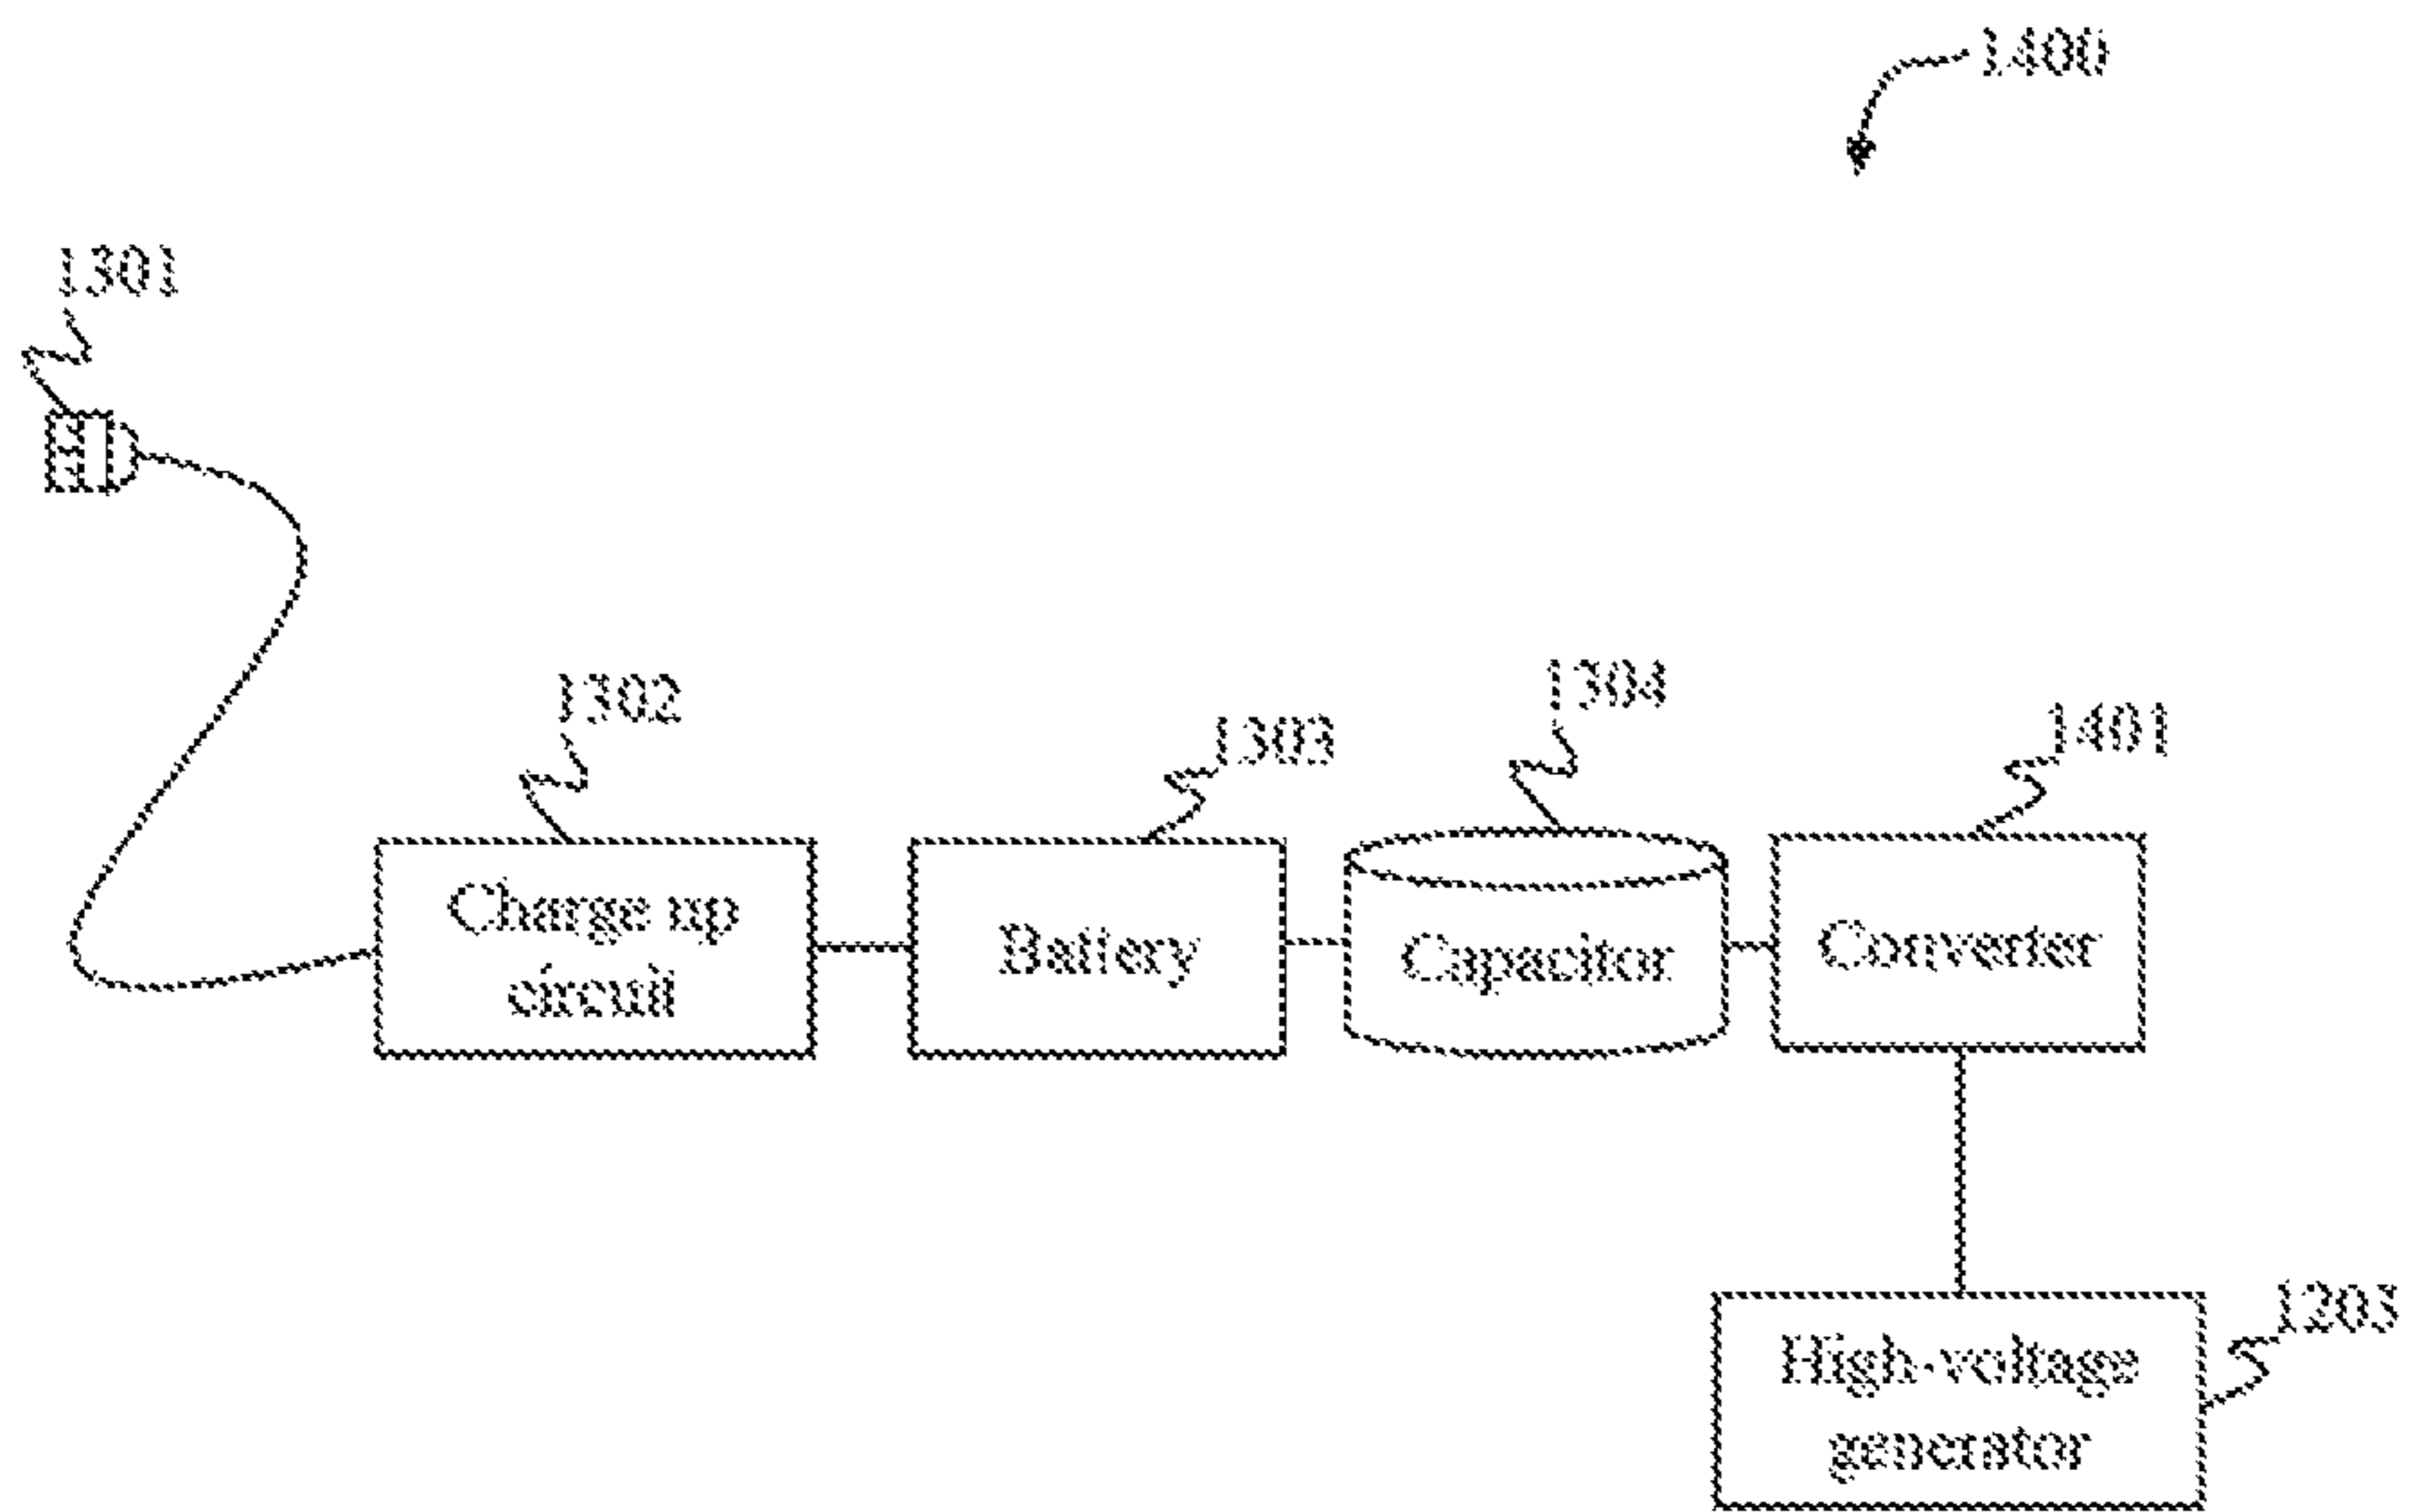 1400
1301
1302
1303
1304
1401
Charge up
circuit
Battery
Capacitor
Converter
1203
High-voltage
generator